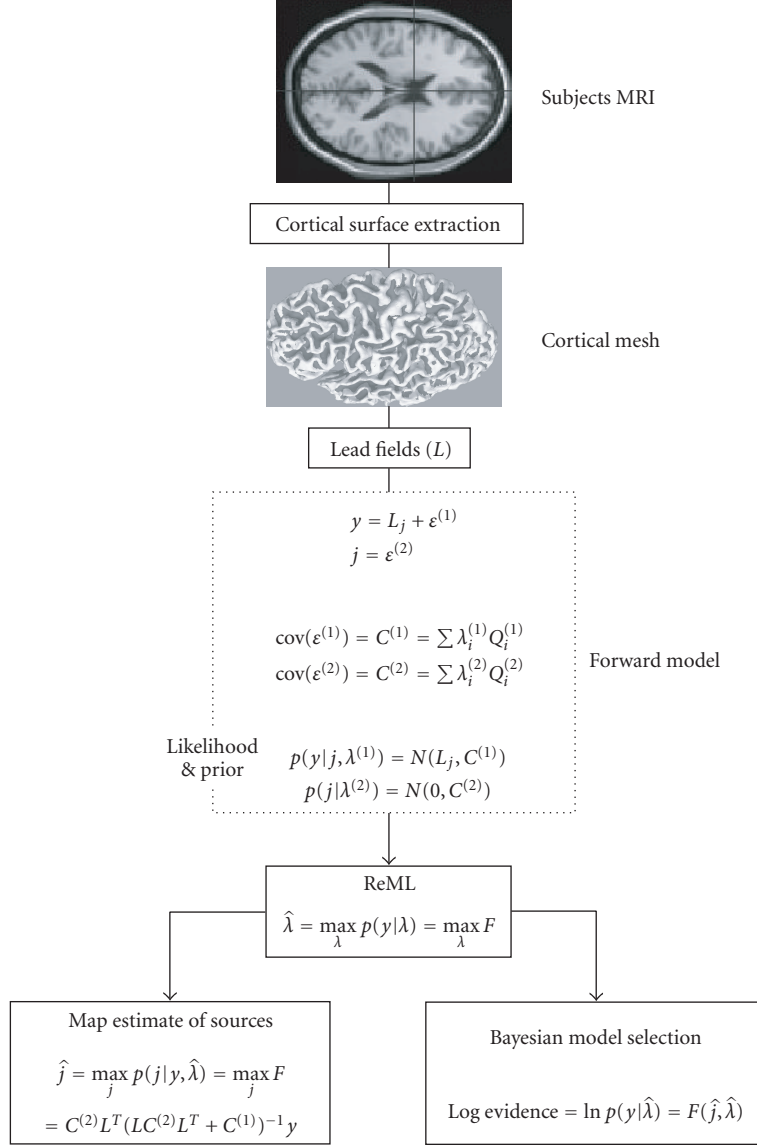 Subjects MRI
Cortical surface extraction
Cortical mesh
Lead fields (L)
y = L_j + ε^(1)
j = ε^(2)
cov(ε^(1)) = C^(1) = ∑ λ_i^(1) Q_i^(1)
cov(ε^(2)) = C^(2) = ∑ λ_i^(2) Q_i^(2)
Forward model
Likelihood
& prior
p(y|j, λ^(1)) = N(L_j, C^(1))
p(j|λ^(2)) = N(0, C^(2))
ReML
λ̂ = max_λ p(y|λ) = max_λ F
Map estimate of sources
ĵ = max_j p(j|y, λ̂) = max_j F
= C^(2) L^T (LC^(2) L^T + C^(1))^−1 y
Bayesian model selection
Log evidence = ln p(y|λ̂) = F(ĵ, λ̂)